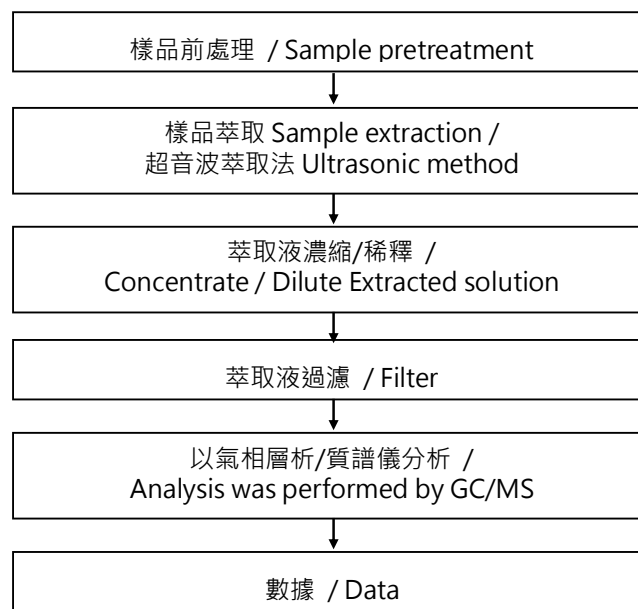 樣品前處理 / Sample pretreatment
樣品萃取 Sample extraction /
超音波萃取法 Ultrasonic method
萃取液濃縮/稀釋 /
Concentrate / Dilute Extracted solution
萃取液過濾 / Filter
以氣相層析/質譜儀分析 /
Analysis was performed by GC/MS
數據 / Data